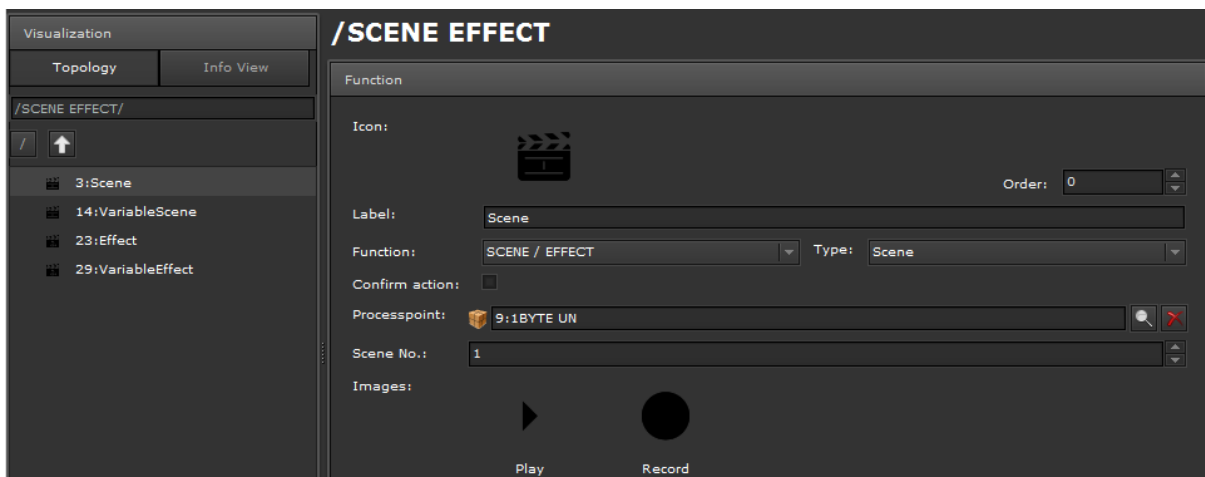 Visualization
Topology
Info View
/SCENE EFFECT/
/
3:Scene
14:VariableScene
23:Effect
29:VariableEffect
/SCENE EFFECT
Function
Icon:
Order: 0
Label: Scene
Function: SCENE / EFFECT Type: Scene
Confirm action:
Processpoint: 9:1BYTE UN
Scene No.: 1
Images:
Play Record